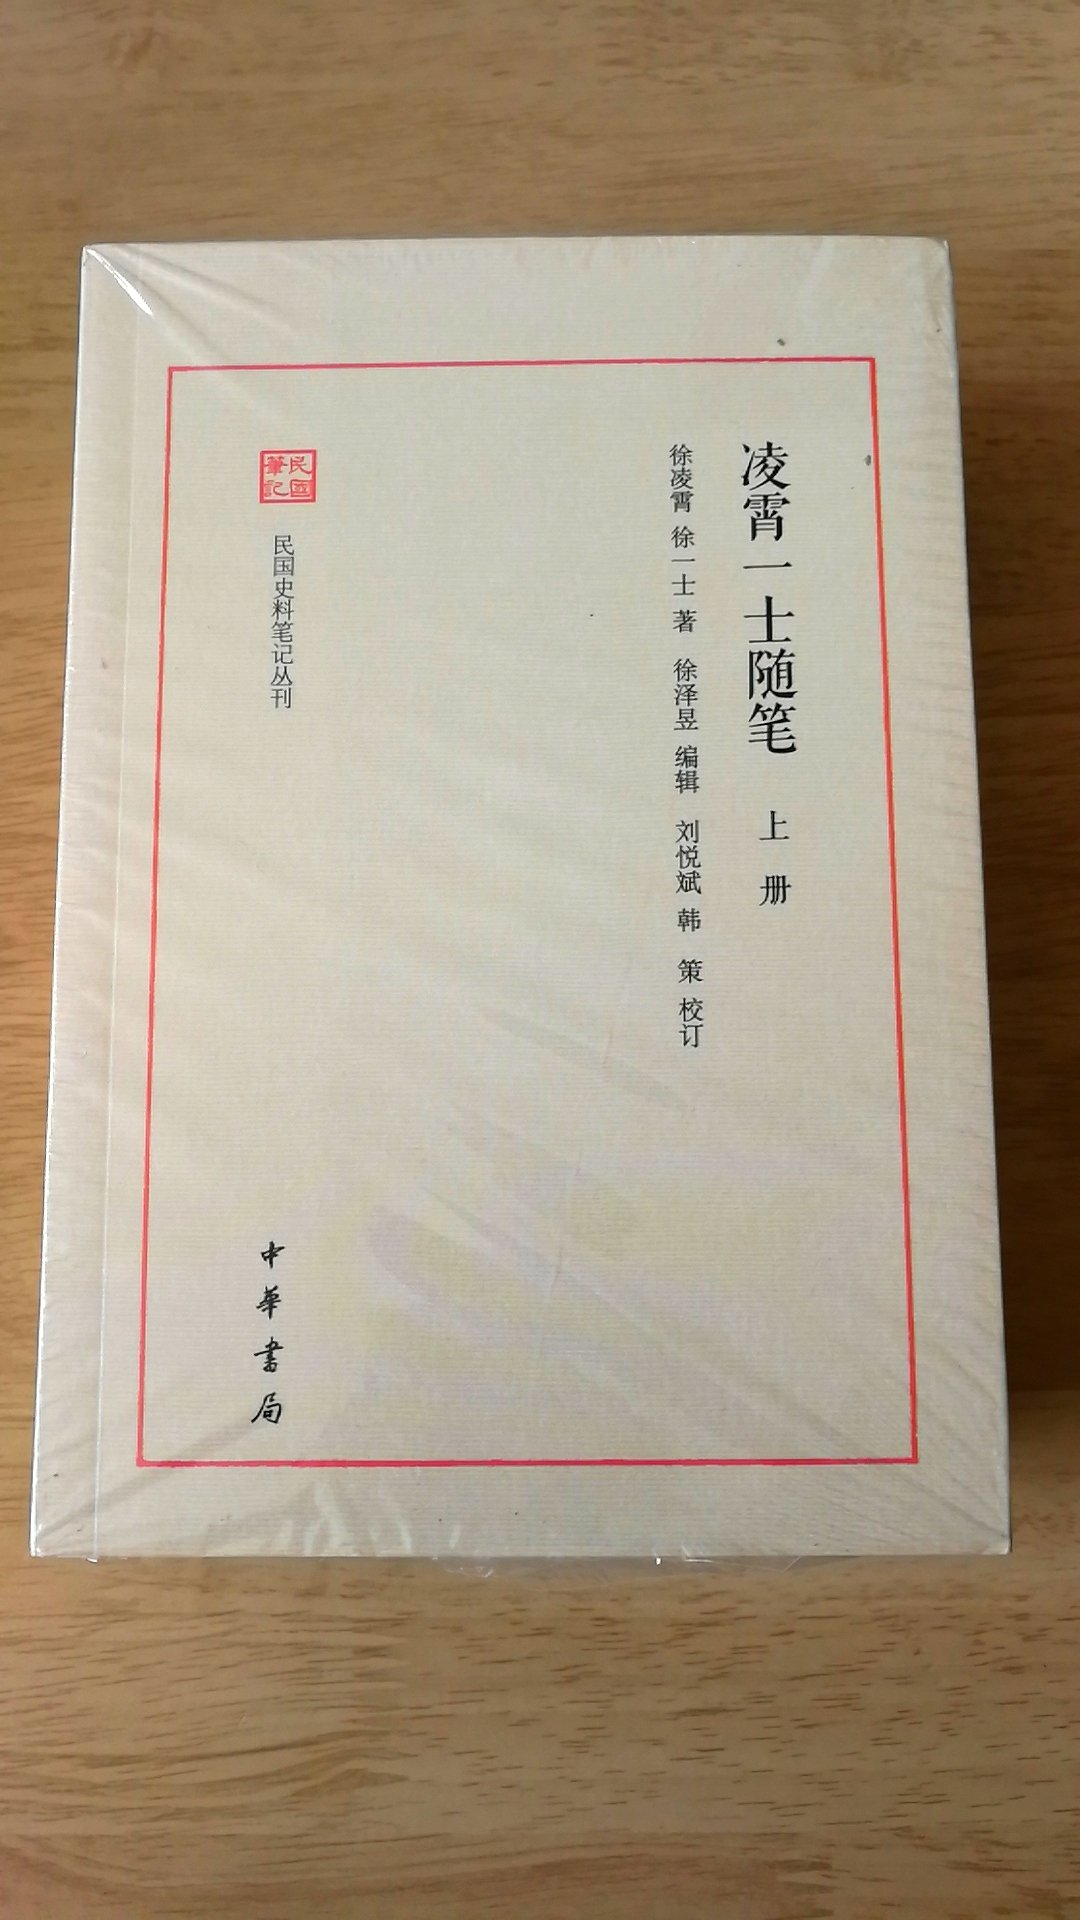 凌霄一士随笔 上册
徐凌霄 徐一士 著 徐泽昱 编辑 刘悦斌 韩 策 校订
民國筆記
民国史料笔记丛刊
中華書局